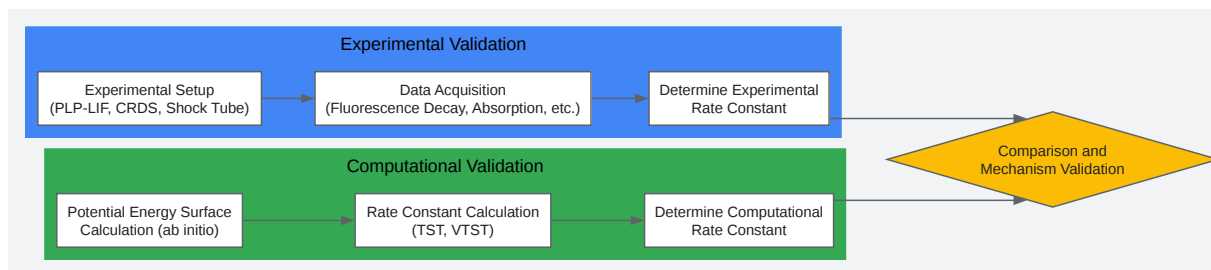 Experimental Validation
Experimental Setup
(PLP-LIF, CRDS, Shock Tube)
Data Acquisition
(Fluorescence Decay, Absorption, etc.)
Determine Experimental
Rate Constant
Computational Validation
Potential Energy Surface
Calculation (ab initio)
Rate Constant Calculation
(TST, VTST)
Determine Computational
Rate Constant
Comparison and
Mechanism Validation